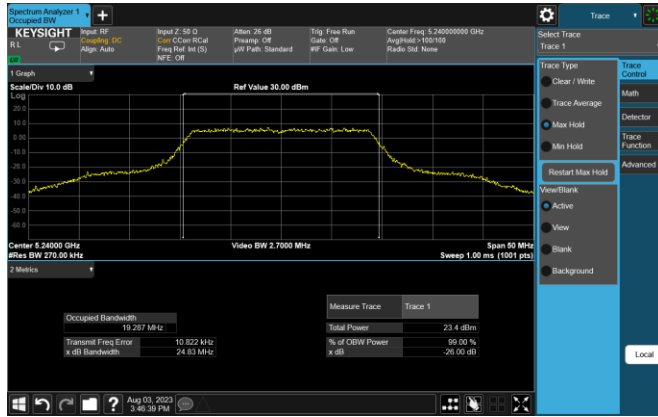 Spectrum Analyzer 1
Occupied BW
KEYSIGHT
RL
Input: RF
Coupling: DC
Align: Auto
Input Z: 50 Ω
Corr CCorr RCal
Freq Ref: Int (S)
NFE: Off
Atten: 26 dB
Preamp: Off
µW Path: Standard
Trig: Free Run
Gate: Off
#IF Gain: Low
Center Freq: 5.240000000 GHz
Avg|Hold:>100/100
Radio Std: None
LXI
1 Graph
Scale/Div 10.0 dB
Ref Value 30.00 dBm
Log
20.0
10.0
0.00
-10.0
-20.0
-30.0
-40.0
-50.0
-60.0
Center 5.24000 GHz
#Res BW 270.00 kHz
Video BW 2.7000 MHz
Span 50 MHz
Sweep 1.00 ms (1001 pts)
2 Metrics
Occupied Bandwidth
19.287 MHz
Transmit Freq Error 10.822 kHz
x dB Bandwidth 24.83 MHz
Measure Trace Trace 1
Total Power 23.4 dBm
% of OBW Power 99.00 %
x dB -26.00 dB
Aug 03, 2023
3:46:39 PM
Trace
Select Trace
Trace 1
Trace Type
Clear / Write
Trace Average
Max Hold
Min Hold
Restart Max Hold
View/Blank
Active
View
Blank
Background
Trace
Control
Math
Detector
Trace
Function
Advanced
Local